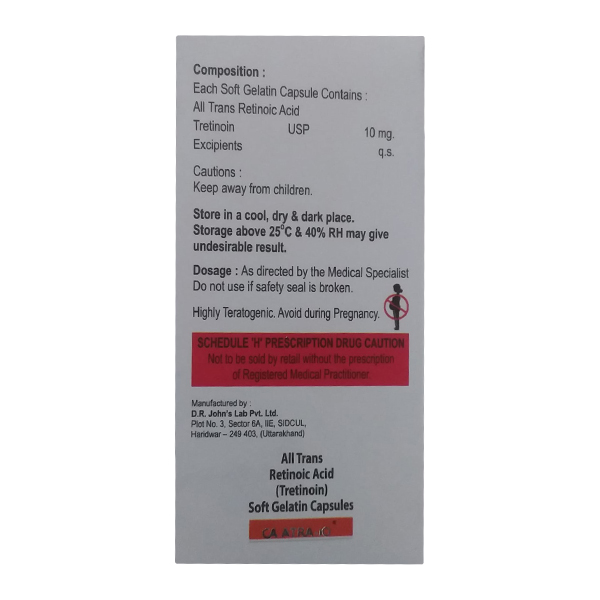 Composition :
Each Soft Gelatin Capsule Contains :
All Trans Retinoic Acid
Tretinoin USP 10 mg.
Excipients q.s.
Cautions :
Keep away from children.
Store in a cool, dry & dark place.
Storage above 25°C & 40% RH may give
undesirable result.
Dosage : As directed by the Medical Specialist
Do not use if safety seal is broken.
Highly Teratogenic. Avoid during Pregnancy.
SCHEDULE 'H' PRESCRIPTION DRUG CAUTION
Not to be sold by retail without the prescription
of Registered Medical Practitioner
Manufactured by :
D.R. John's Lab Pvt. Ltd.
Plot No. 3, Sector 6A, IIE, SIDCUL,
Haridwar – 249 403, (Uttarakhand)
All Trans
Retinoic Acid
(Tretinoin)
Soft Gelatin Capsules